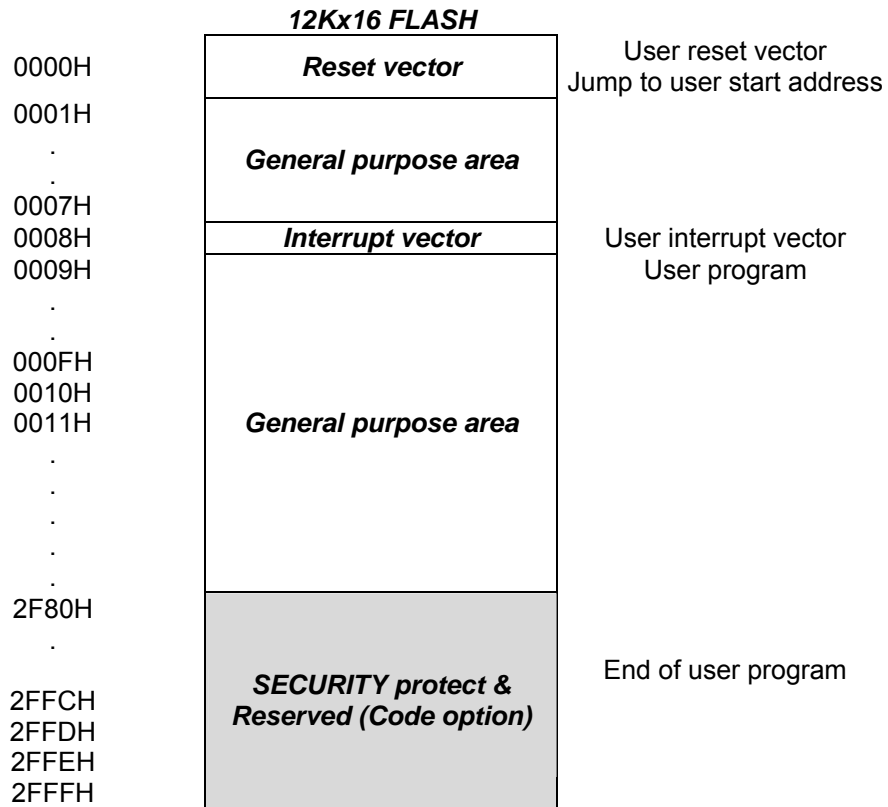 12Kx16 FLASH
0000H
Reset vector
User reset vector
Jump to user start address
0001H
.
.
0007H
General purpose area
0008H
Interrupt vector
User interrupt vector
0009H
User program
.
.
000FH
0010H
0011H
General purpose area
.
.
.
.
.
2F80H
.
2FFCH
2FFDH
2FFEH
2FFFH
SECURITY protect &
Reserved (Code option)
End of user program